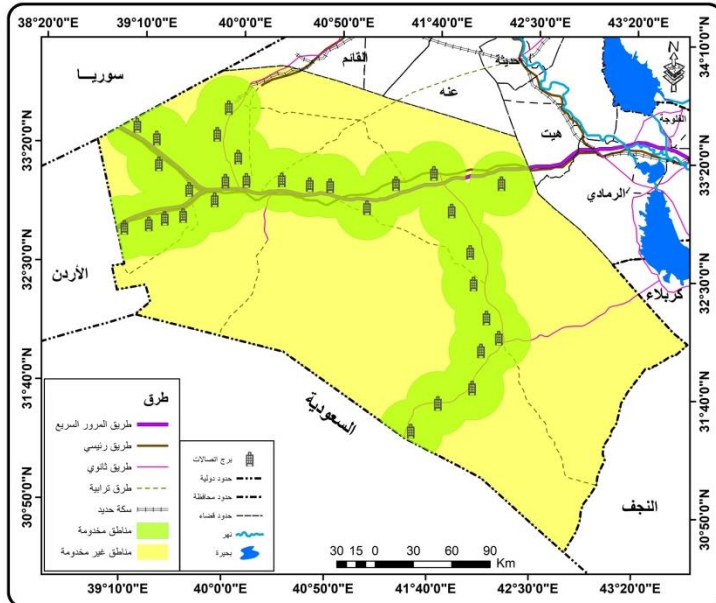 38°20'0"E 39°10'0"E 40°00'0"E 40°50'0"E 41°40'0"E 42°30'0"E 43°20'0"E
34°10'0"N
33°20'0"N
33°20'0"N
32°30'0"N
32°30'0"N
31°40'0"N
31°40'0"N
30°50'0"N
30°50'0"N
N
سوريـــا
القائم
عنه
حديثة
هيت
الفلوجه
الرمادي
الأردن
كربلاء
السعودية
النجف
طرق
طريق المرور السريع
طريق رئيسي
طريق ثانوي
طرق ترابية
سكة حديد
مناطق مخدومة
مناطق غير مخدومة
برج اتصالات
حدود دولية
حدود محافظة
حدود قضاء
نهر
بحيرة
30 15 0 30 60 90
Km
39°10'0"E 40°00'0"E 40°50'0"E 41°40'0"E 42°30'0"E 43°20'0"E